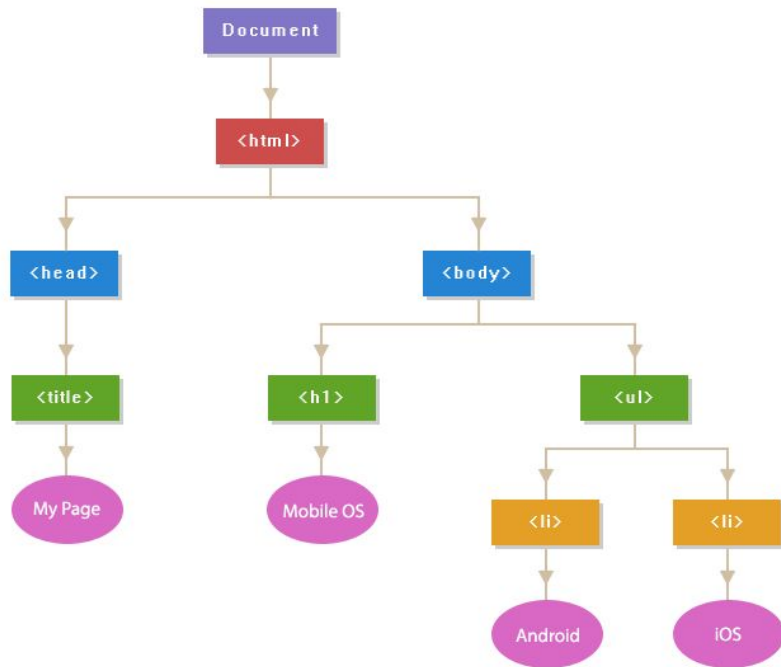 Document
<html>
<head>
<body>
<title>
<h1>
<ul>
My Page
Mobile OS
<li>
<li>
Android
iOS